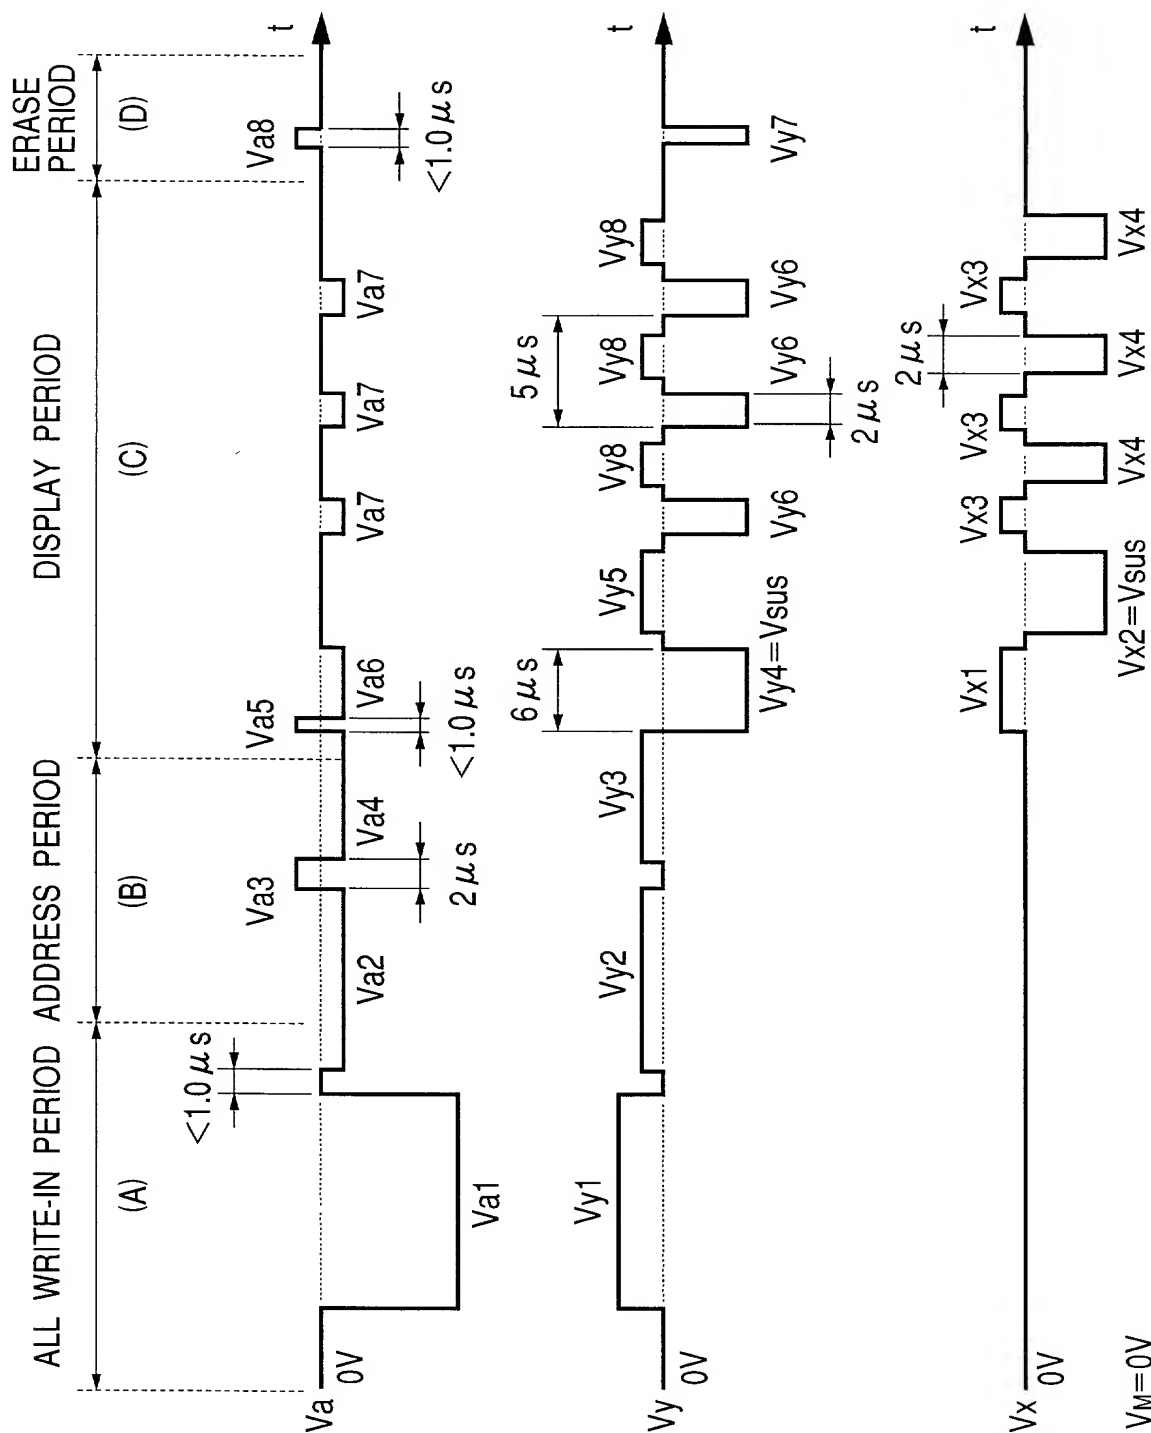 ALL WRITE-IN PERIOD
ADDRESS PERIOD
DISPLAY PERIOD
ERASE
PERIOD
(A)
(B)
(C)
(D)
Va
0V
Va1
<1.0μs
Va2
Va3
2μs
Va4
Va5
<1.0μs
Va6
Va7
Va7
Va7
Va8
<1.0μs
t
Vy
0V
Vy1
Vy2
Vy3
6μs
Vy4=Vsus
Vy5
Vy6
Vy8
5μs
Vy6
2μs
Vy8
Vy6
Vy8
Vy7
t
Vx
0V
Vx1
Vx2=Vsus
Vx3
Vx4
Vx3
2μs
Vx4
Vx3
Vx4
t
VM=0V